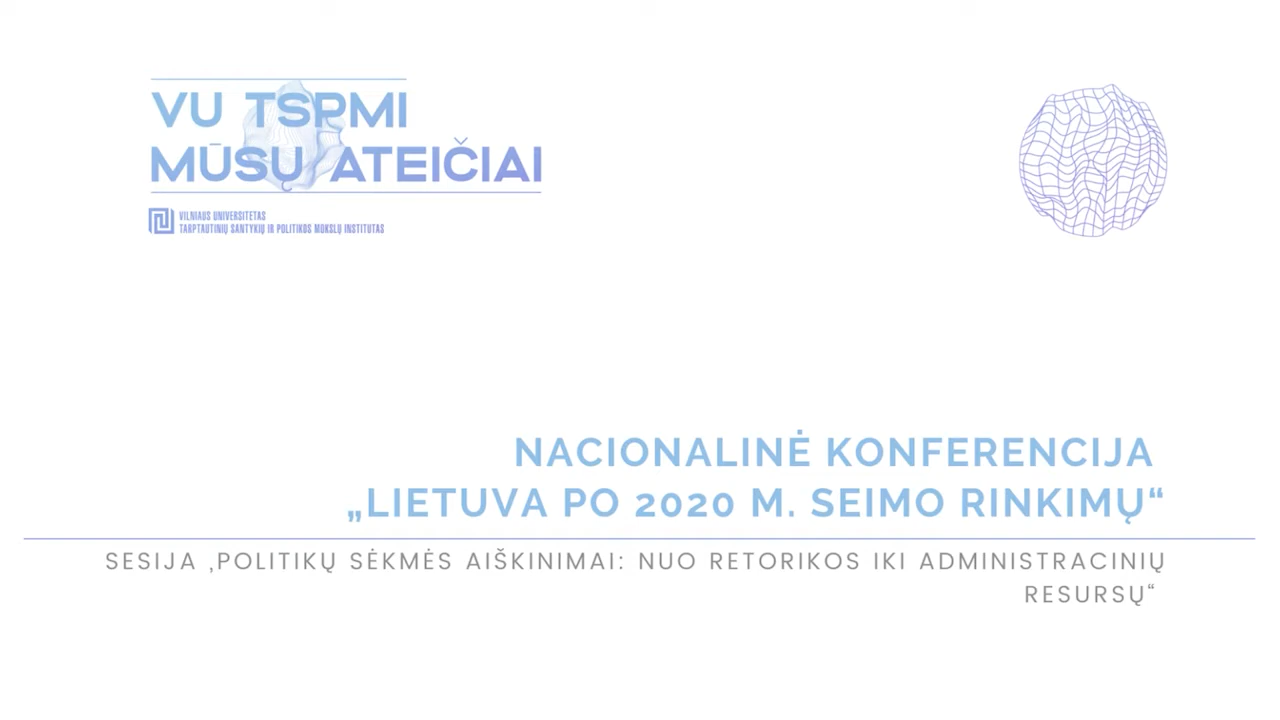 VU TSPMI
MŪSŲ ATEIČIAI
VILNIAUS UNIVERSITETAS
TARPTAUTINIŲ SANTYKIŲ IR POLITIKOS MOKSLŲ INSTITUTAS
NACIONALINĖ KONFERENCIJA
„LIETUVA PO 2020 M. SEIMO RINKIMŲ“
SESIJA ‚POLITIKŲ SĖKMĖS AIŠKINIMAI: NUO RETORIKOS IKI ADMINISTRACINIŲ
RESURSŲ“